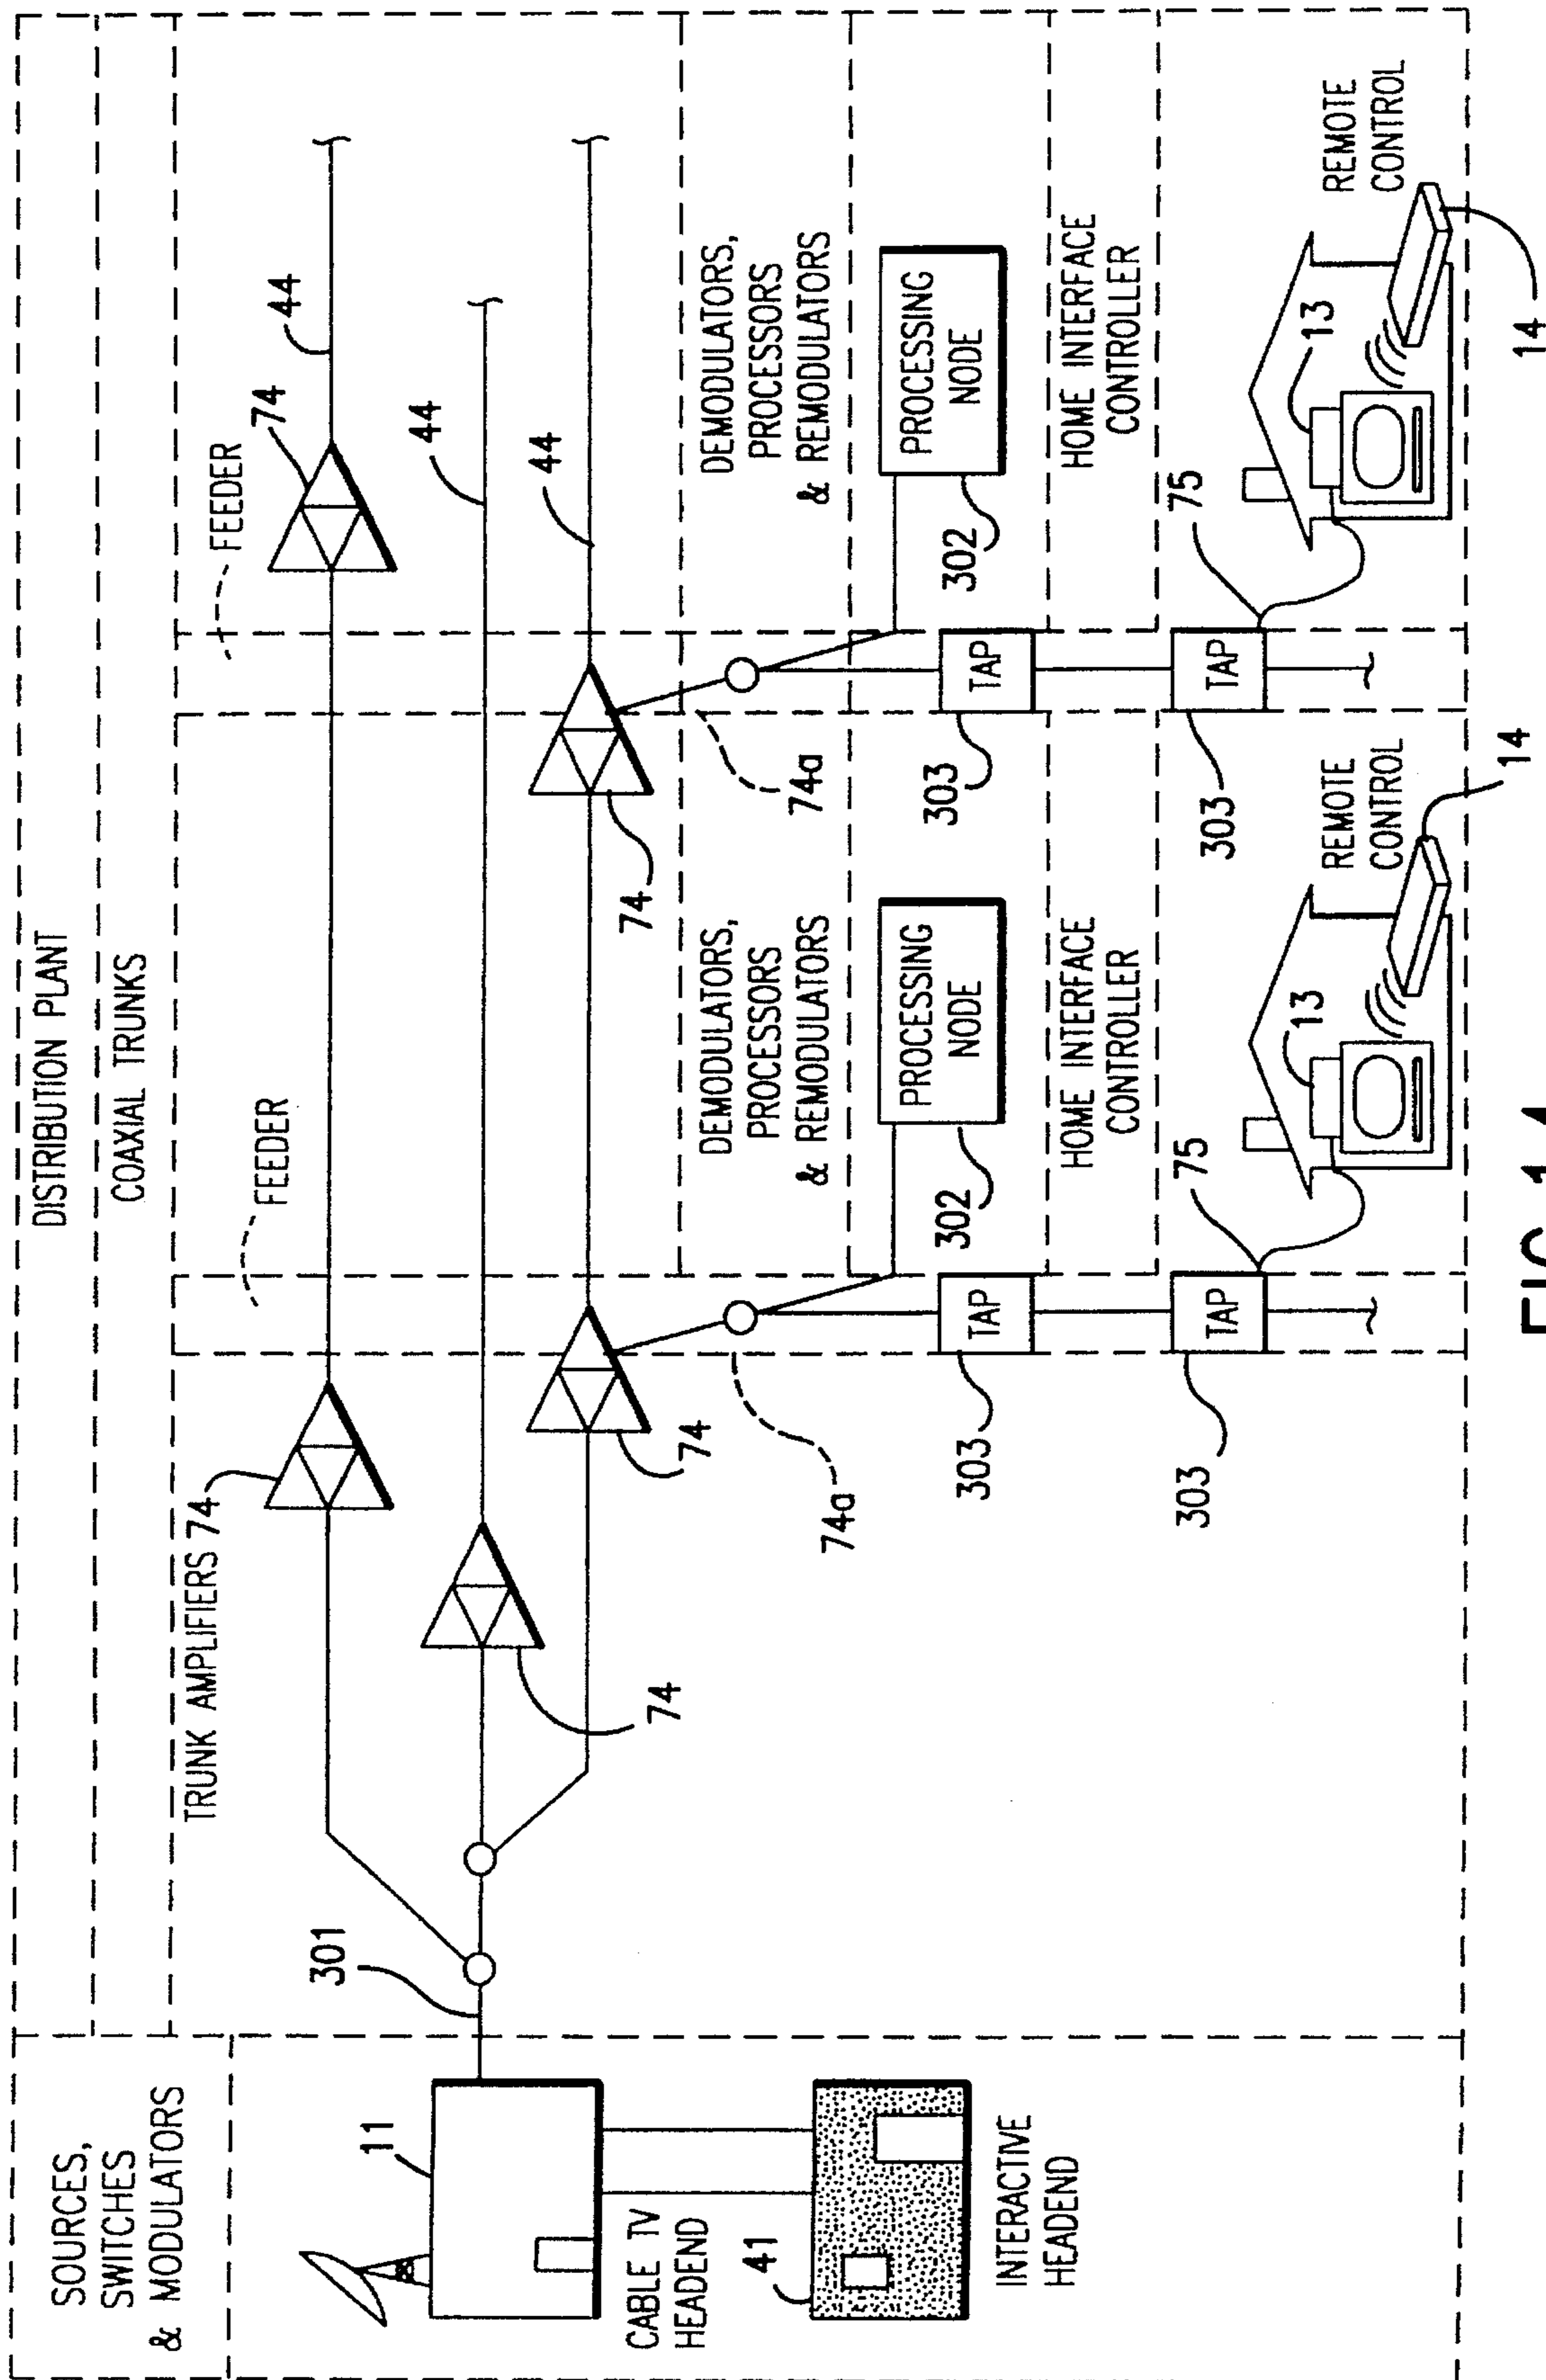 DISTRIBUTION PLANT
COAXIAL TRUNKS
SOURCES,
SWITCHES
& MODULATORS
TRUNK AMPLIFIERS 74
FEEDER
FEEDER
74
44
44
44
301
11
74
74
74
CABLE TV
HEADEND
41
INTERACTIVE
HEADEND
74a
DEMODULATORS,
PROCESSORS
& REMODULATORS
PROCESSING
NODE
302
HOME INTERFACE
CONTROLLER
TAP
303
TAP
303
75
13
REMOTE
CONTROL
14
74a
DEMODULATORS,
PROCESSORS
& REMODULATORS
PROCESSING
NODE
302
HOME INTERFACE
CONTROLLER
TAP
303
TAP
303
75
13
REMOTE
CONTROL
14